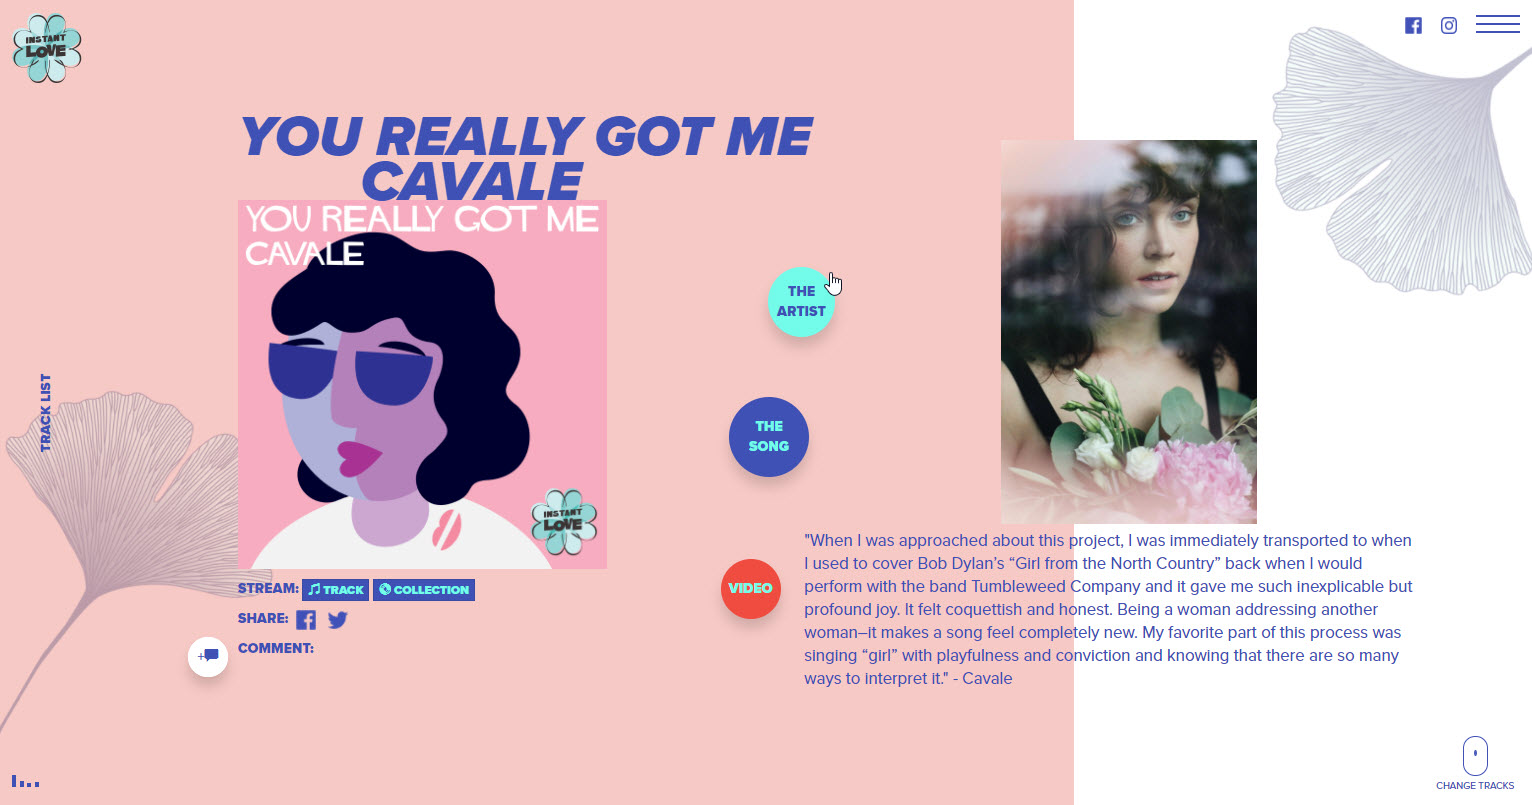 INSTANT
LOVE
YOU REALLY GOT ME
CAVALE
YOU REALLY GOT ME
CAVALE
INSTANT
LOVE
TRACK LIST
STREAM: TRACK COLLECTION
SHARE:
COMMENT:
+
THE
ARTIST
THE
SONG
VIDEO
"When I was approached about this project, I was immediately transported to when
I used to cover Bob Dylan’s “Girl from the North Country” back when I would
perform with the band Tumbleweed Company and it gave me such inexplicable but
profound joy. It felt coquettish and honest. Being a woman addressing another
woman–it makes a song feel completely new. My favorite part of this process was
singing “girl” with playfulness and conviction and knowing that there are so many
ways to interpret it." - Cavale
CHANGE TRACKS